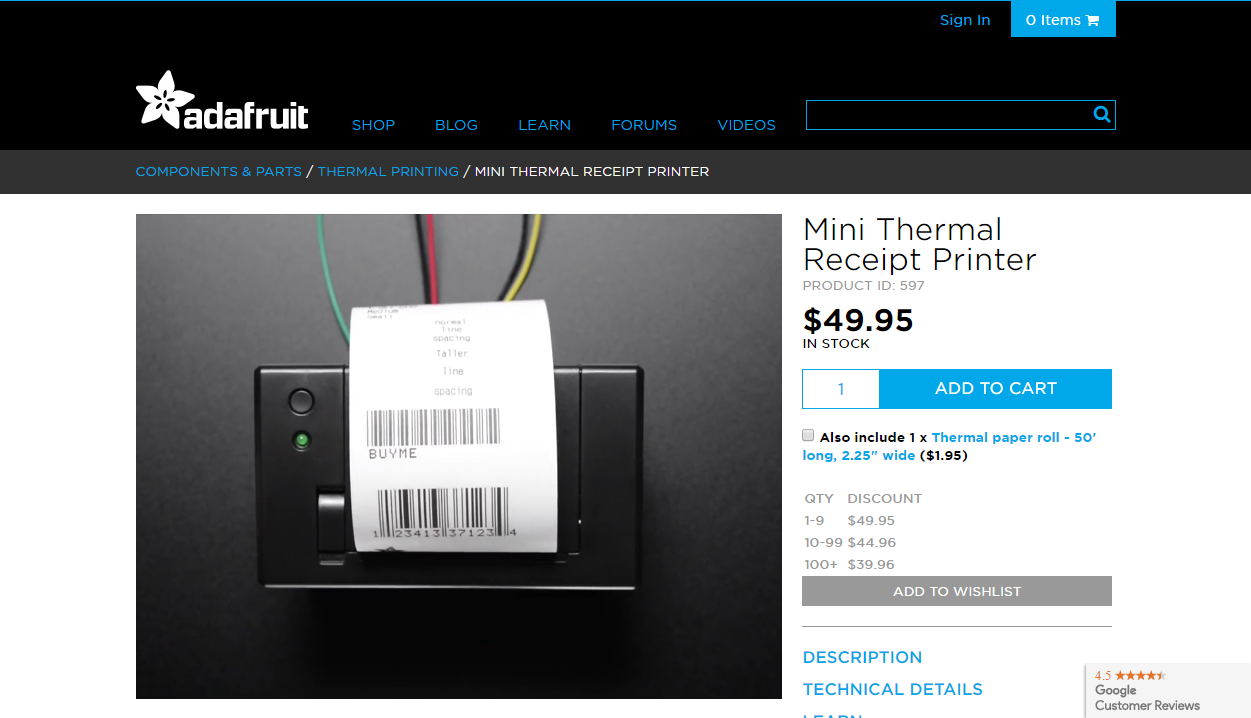 Sign In
0 Items
adafruit
SHOP
BLOG
LEARN
FORUMS
VIDEOS
COMPONENTS & PARTS / THERMAL PRINTING / MINI THERMAL RECEIPT PRINTER
Medium
Small
normal
line
spacing
Taller
line
spacing
BUYME
1 23413 37123 4
Mini Thermal
Receipt Printer
PRODUCT ID: 597
$49.95
IN STOCK
1
ADD TO CART
Also include 1 x Thermal paper roll - 50'
long, 2.25" wide ($1.95)
QTY DISCOUNT
1-9 $49.95
10-99 $44.96
100+ $39.96
ADD TO WISHLIST
DESCRIPTION
TECHNICAL DETAILS
LEARN
4.5
Google
Customer Reviews